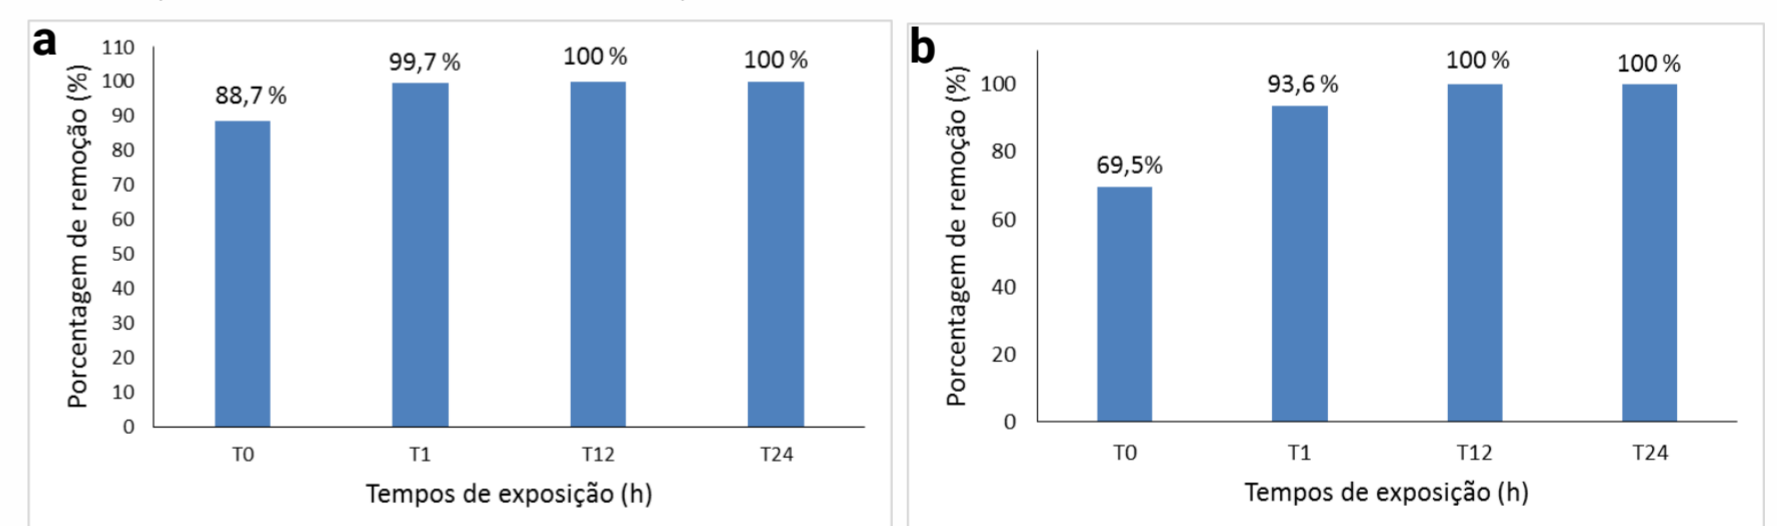 a
Porcentagem de remoção (%)
110
100
90
80
70
60
50
40
30
20
10
0
88,7 %
99,7 %
100 %
100 %
T0
T1
T12
T24
Tempos de exposição (h)
b
Porcentagem de remoção (%)
100
80
60
40
20
0
69,5%
93,6 %
100 %
100 %
T0
T1
T12
T24
Tempos de exposição (h)